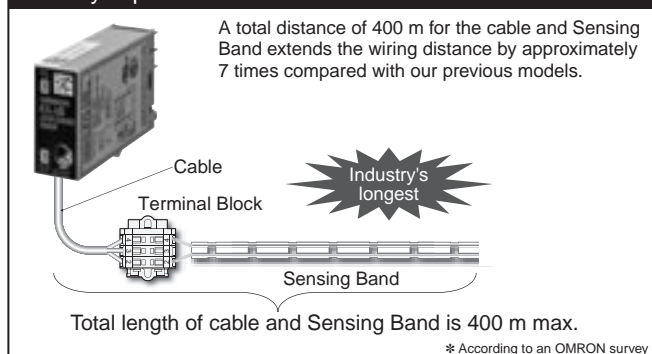 A total distance of 400 m for the cable and Sensing
Band extends the wiring distance by approximately
7 times compared with our previous models.
Cable
Industry's
longest
Terminal Block
Sensing Band
Total length of cable and Sensing Band is 400 m max.
* According to an OMRON survey